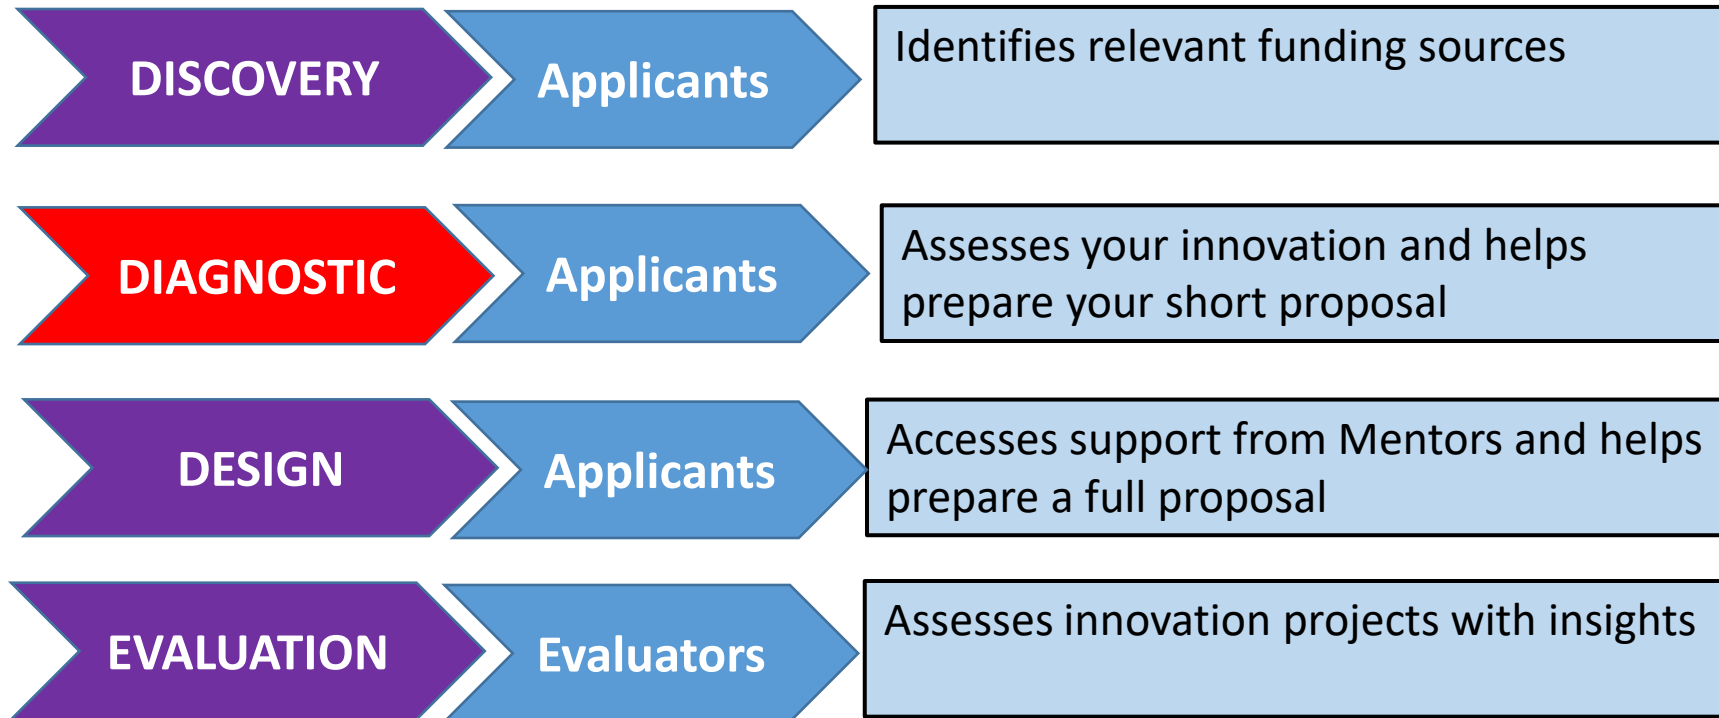 DISCOVERY
Applicants
Identifies relevant funding sources
DIAGNOSTIC
Applicants
Assesses your innovation and helps
prepare your short proposal
DESIGN
Applicants
Accesses support from Mentors and helps
prepare a full proposal
EVALUATION
Evaluators
Assesses innovation projects with insights